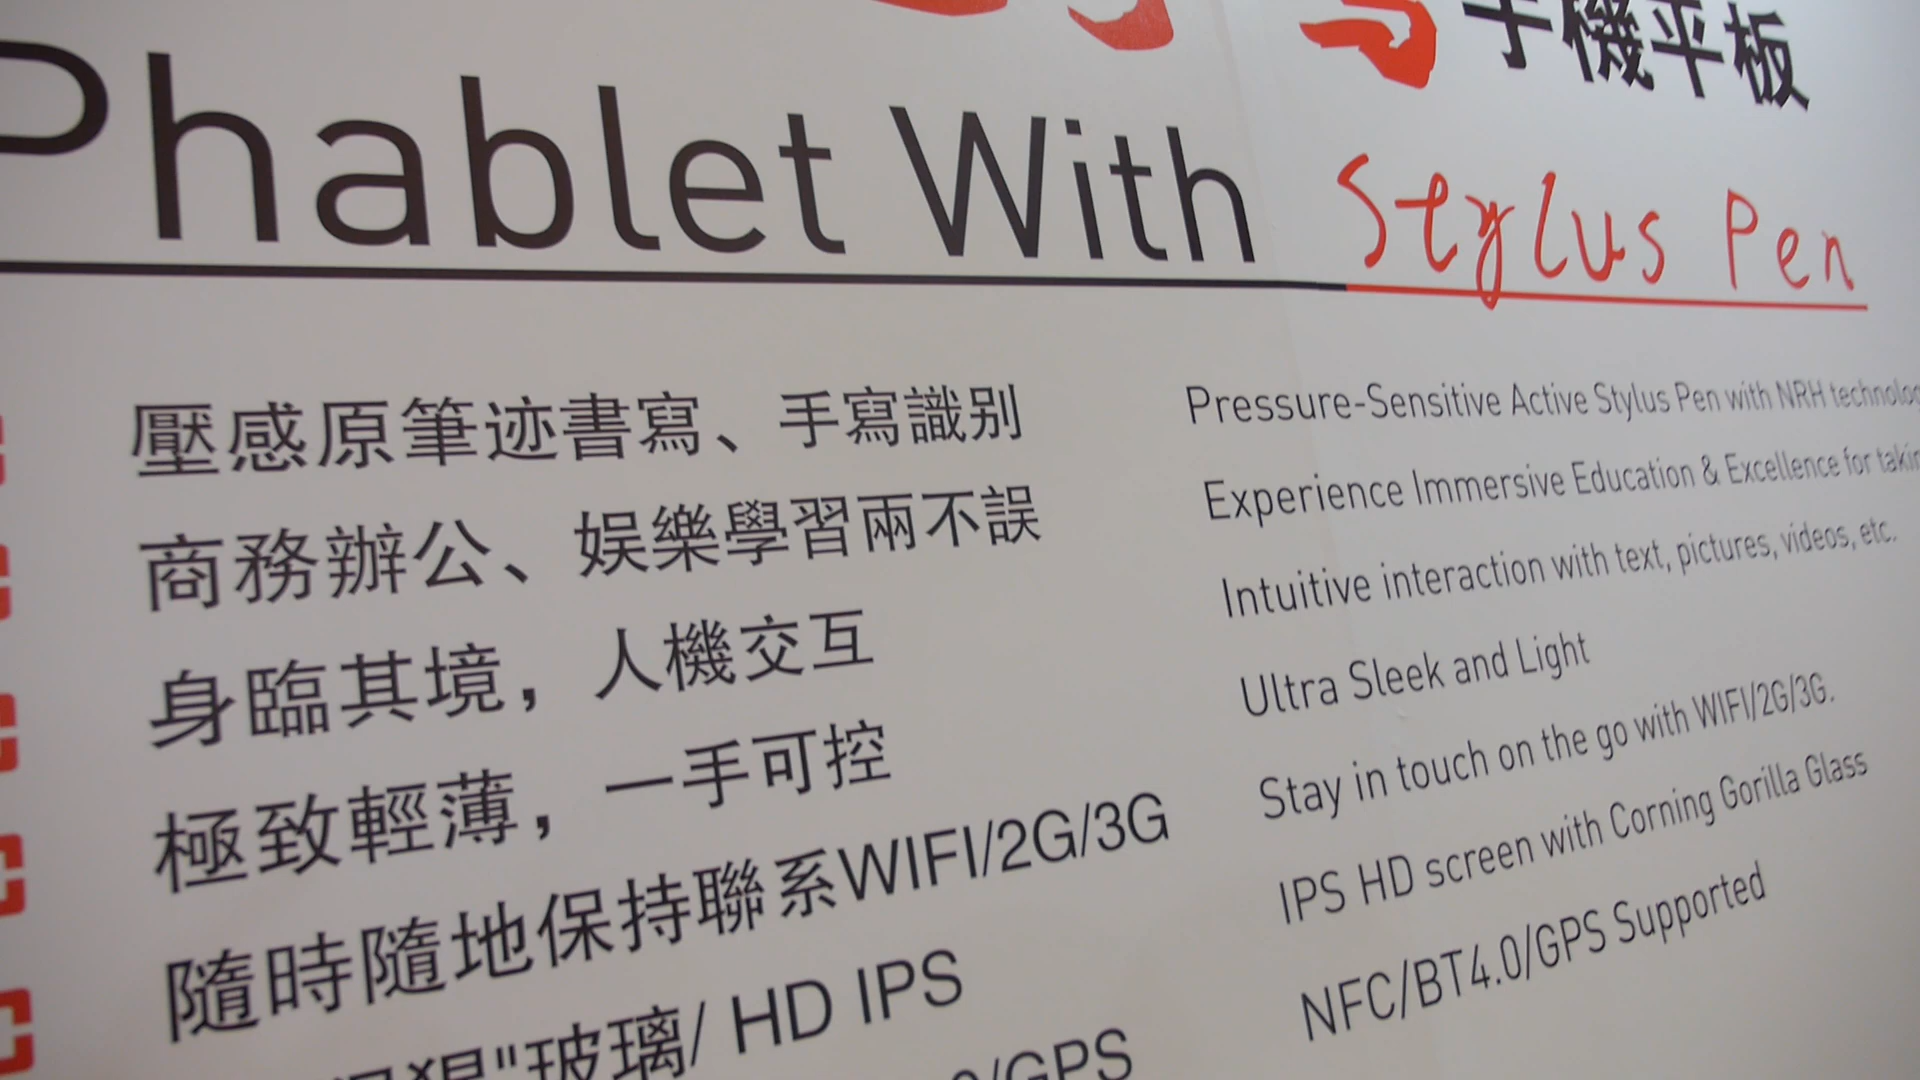 手機平板
Phablet With Stylus Pen
壓感原筆迹書寫、手寫識别
商務辦公、娱樂學習兩不誤
身臨其境，人機交互
極致輕薄，一手可控
隨時隨地保持聯系WIFI/2G/3G
玻璃/ HD IPS
/GPS
Pressure-Sensitive Active Stylus Pen with NRH
Experience Immersive Education & Excellence for
Intuitive interaction with text, pictures, videos, etc.
Ultra Sleek and Light
Stay in touch on the go with WIFI/2G/3G.
IPS HD screen with Corning Gorilla Glass
NFC/BT4.0/GPS Supported